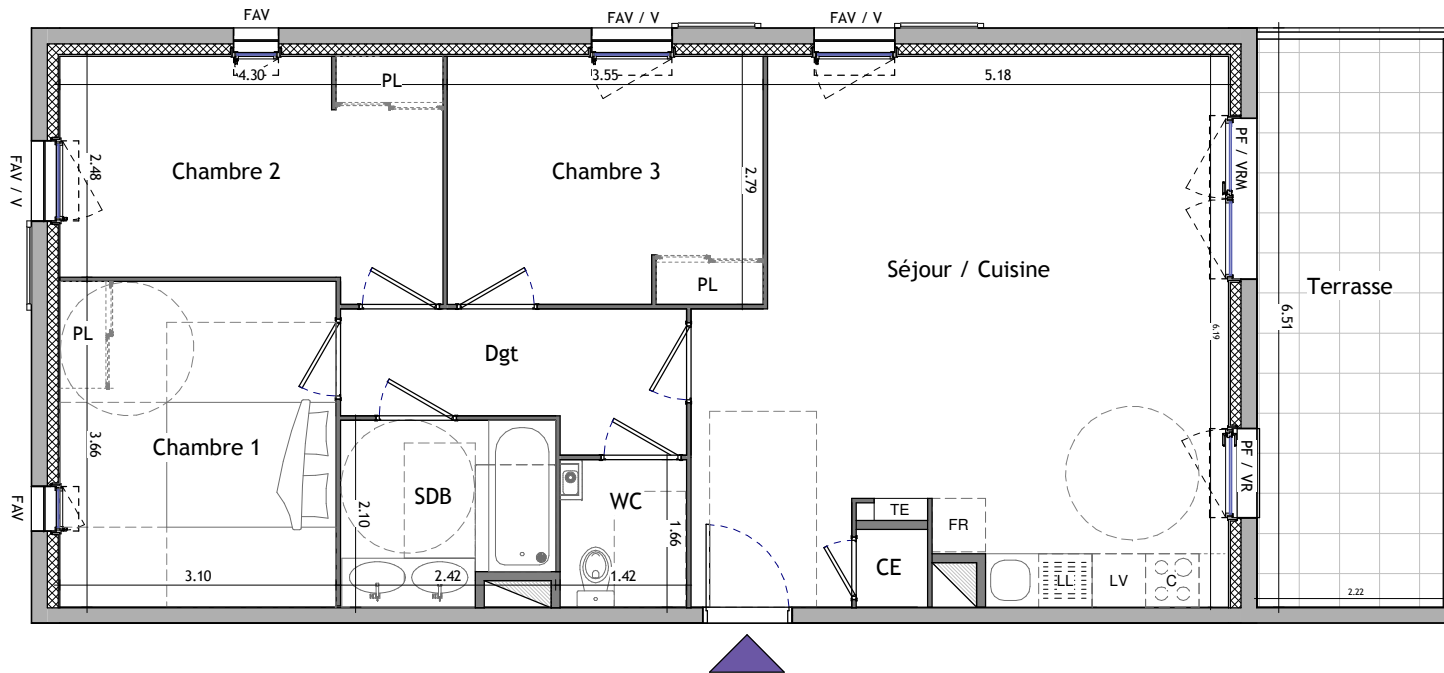 FAV
FAV / V
FAV / V
4.30
PL
3.55
5.18
FAV / V
2.48
Chambre 2
Chambre 3
2.79
PF / VRM
Séjour / Cuisine
Terrasse
PL
6.51
6.19
PL
Dgt
3.66
Chambre 1
SDB
WC
PF / VR
FAV
2.10
1.66
TE
FR
CE
LL
LV
C
3.10
2.42
1.42
2.22